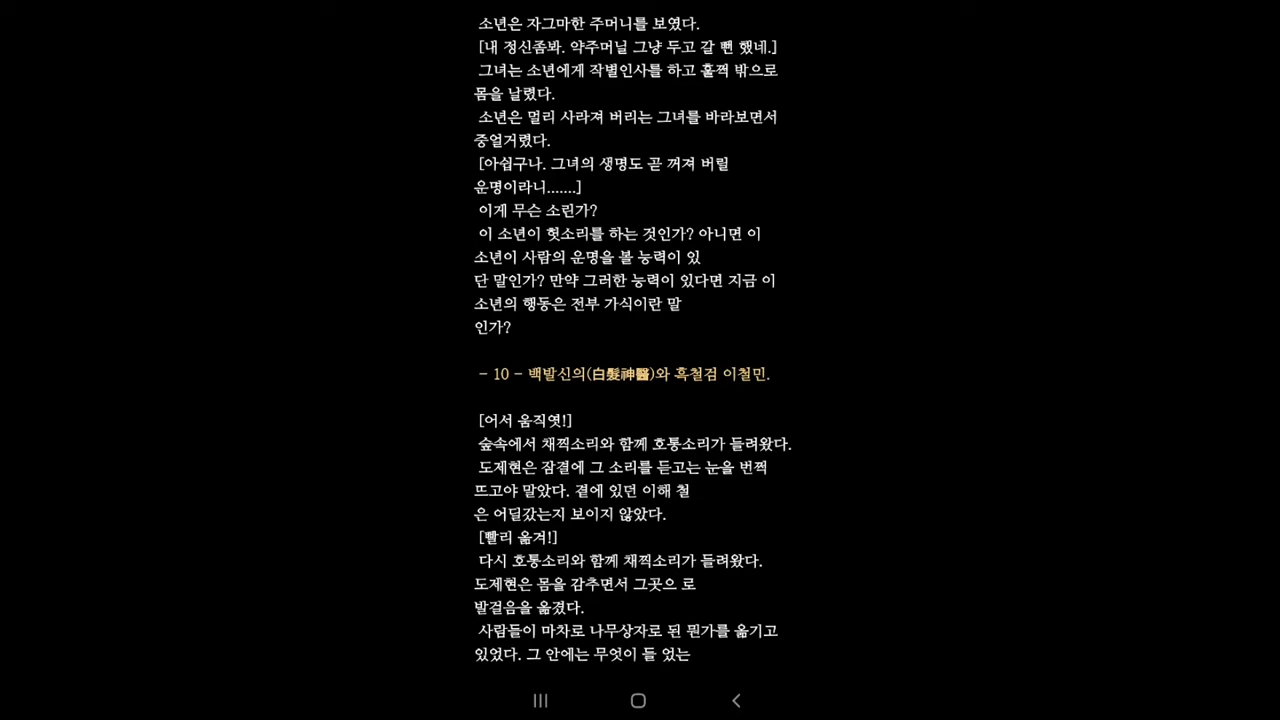 소년은 자그마한 주머니를 보였다.
[내 정신좀봐. 약주머닐 그냥 두고 갈 뻔 했네.]
그녀는 소년에게 작별인사를 하고 훌쩍 밖으로
몸을 날렸다.
소년은 멀리 사라져 버리는 그녀를 바라보면서
중얼거렸다.
[아쉽구나. 그녀의 생명도 곧 꺼져 버릴
운명이라니.......]
이게 무슨 소린가?
이 소년이 헛소리를 하는 것인가? 아니면 이
소년이 사람의 운명을 볼 능력이 있
단 말인가? 만약 그러한 능력이 있다면 지금 이
소년의 행동은 전부 가식이란 말
인가?
- 10 - 백발신의(白髮神醫)와 흑철검 이철민.
[어서 움직엿!]
숲속에서 채찍소리와 함께 호통소리가 들려왔다.
도제현은 잠결에 그 소리를 듣고는 눈을 번쩍
뜨고야 말았다. 곁에 있던 이해 철
은 어딜갔는지 보이지 않았다.
[빨리 옮겨!]
다시 호통소리와 함께 채찍소리가 들려왔다.
도제현은 몸을 감추면서 그곳으 로
발걸음을 옮겼다.
사람들이 마차로 나무상자로 된 뭔가를 옮기고
있었다. 그 안에는 무엇이 들 었는